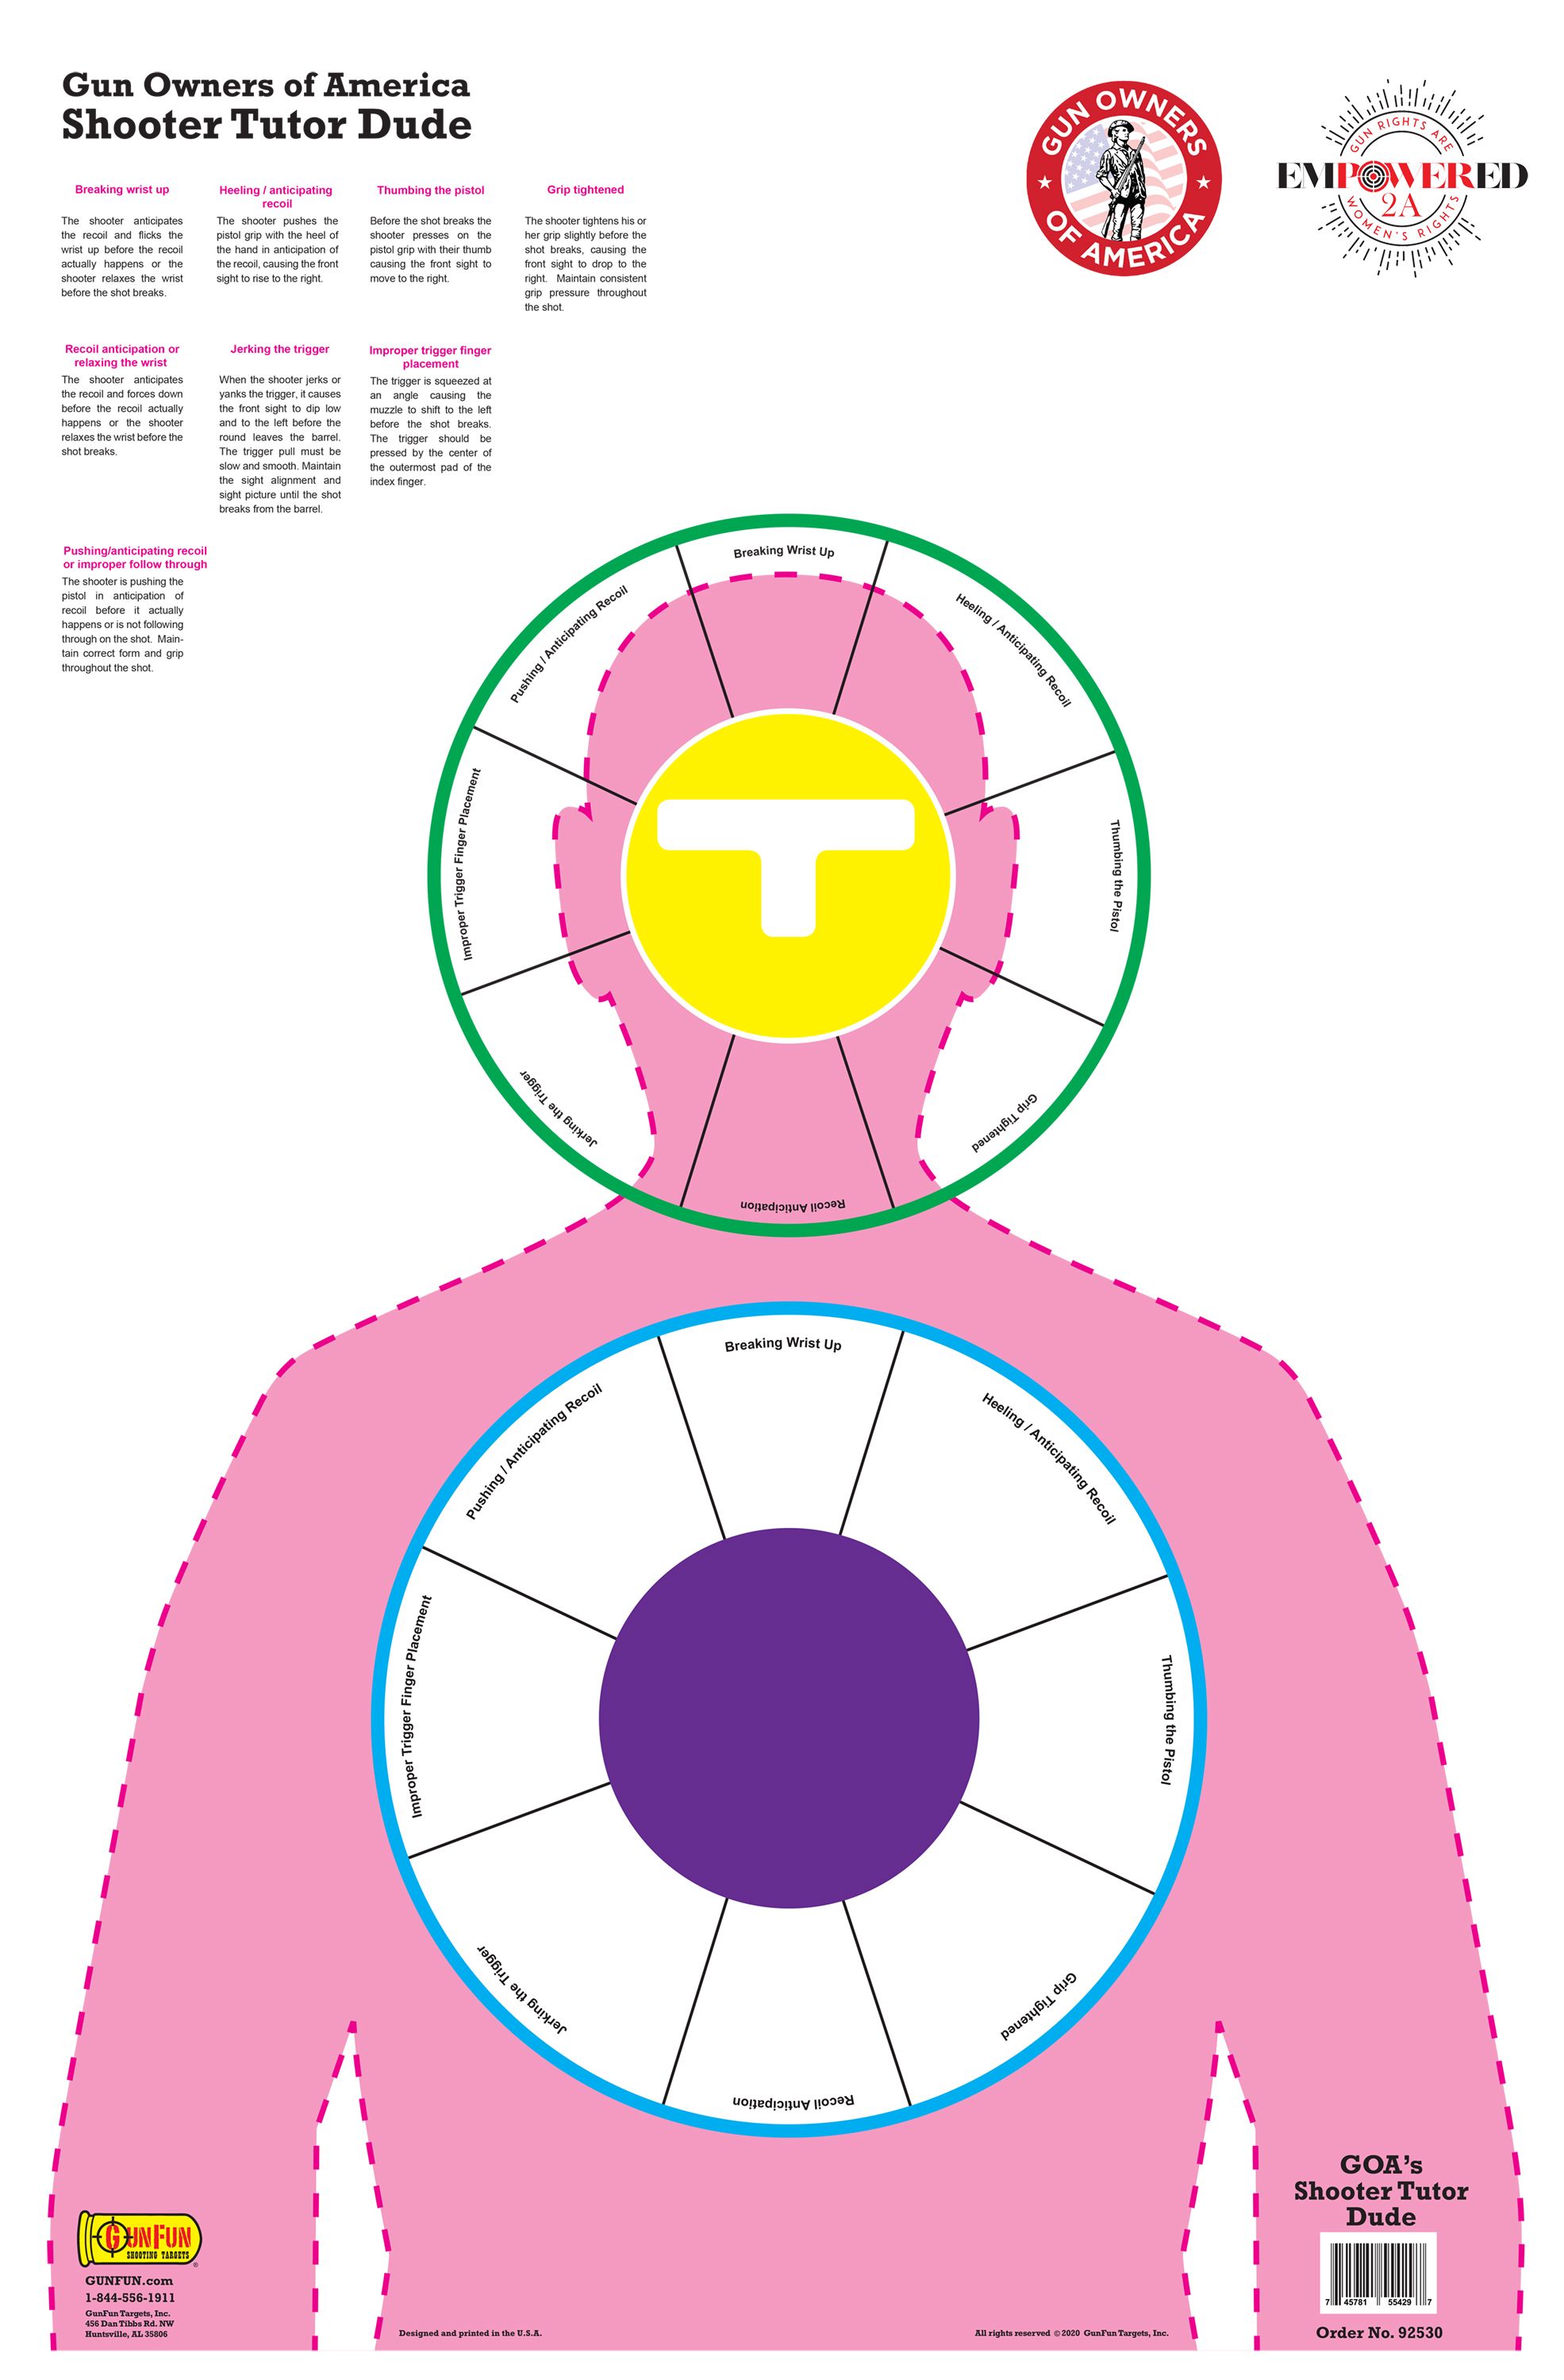 Gun Owners of America
Shooter Tutor Dude
GUN OWNERS
OF AMERICA
GUN RIGHTS ARE
EMPOWERED
2A
WOMEN'S RIGHTS
Breaking wrist up
The shooter anticipates
the recoil and flicks the
wrist up before the recoil
actually happens or the
shooter relaxes the wrist
before the shot breaks.
Heeling / anticipating
recoil
The shooter pushes the
pistol grip with the heel of
the hand in anticipation of
the recoil, causing the front
sight to rise to the right.
Thumbing the pistol
Before the shot breaks the
shooter presses on the
pistol grip with their thumb
causing the front sight to
move to the right.
Grip tightened
The shooter tightens his or
her grip slightly before the
shot breaks, causing the
front sight to drop to the
right. Maintain consistent
grip pressure throughout
the shot.
Recoil anticipation or
relaxing the wrist
The shooter anticipates
the recoil and forces down
before the recoil actually
happens or the shooter
relaxes the wrist before the
shot breaks.
Jerking the trigger
When the shooter jerks or
yanks the trigger, it causes
the front sight to dip low
and to the left before the
round leaves the barrel.
The trigger pull must be
slow and smooth. Maintain
the sight alignment and
sight picture until the shot
breaks from the barrel.
Improper trigger finger
placement
The trigger is squeezed at
an angle causing the
muzzle to shift to the left
before the shot breaks.
The trigger should be
pressed by the center of
the outermost pad of the
index finger.
Pushing/anticipating recoil
or improper follow through
The shooter is pushing the
pistol in anticipation of
recoil before it actually
happens or is not following
through on the shot. Main-
tain correct form and grip
throughout the shot.
Breaking Wrist Up
Heeling / Anticipating Recoil
Thumbing the Pistol
Grip Tightened
Recoil Anticipation
Jerking the Trigger
Improper Trigger Finger Placement
Pushing / Anticipating Recoil
Breaking Wrist Up
Heeling / Anticipating Recoil
Thumbing the Pistol
Grip Tightened
Recoil Anticipation
Jerking the Trigger
Improper Trigger Finger Placement
Pushing / Anticipating Recoil
GUNFUN
SHOOTING TARGETS
®
GUNFUN.com
1-844-556-1911
GunFun Targets, Inc.
456 Dan Tibbs Rd. NW
Huntsville, AL 35806
Designed and printed in the U.S.A.
All rights reserved ©2020 GunFun Targets, Inc.
GOA's
Shooter Tutor
Dude
7 45781 55429 7
Order No. 92530